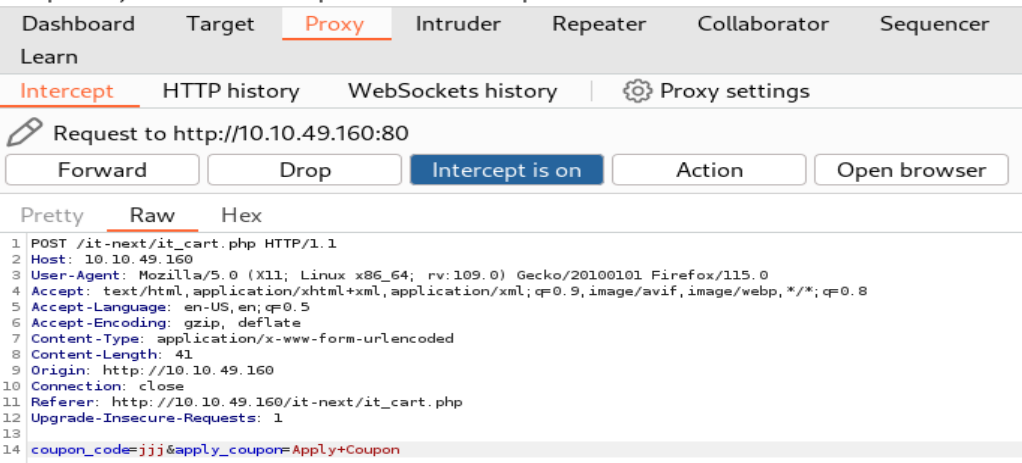 Dashboard Target Proxy Intruder Repeater Collaborator Sequencer
Learn
Intercept HTTP history WebSockets history Proxy settings
Request to http://10.10.49.160:80
Forward Drop Intercept is on Action Open browser
Pretty Raw Hex
1 POST /it-next/it_cart.php HTTP/1.1
2 Host: 10.10.49.160
3 User-Agent: Mozilla/5.0 (X11; Linux x86_64; rv:109.0) Gecko/20100101 Firefox/115.0
4 Accept: text/html,application/xhtml+xml,application/xml;q=0.9,image/avif,image/webp,*/*;q=0.8
5 Accept-Language: en-US,en;q=0.5
6 Accept-Encoding: gzip, deflate
7 Content-Type: application/x-www-form-urlencoded
8 Content-Length: 41
9 Origin: http://10.10.49.160
10 Connection: close
11 Referer: http://10.10.49.160/it-next/it_cart.php
12 Upgrade-Insecure-Requests: 1
13
14 coupon_code=jjj&apply_coupon=Apply+Coupon